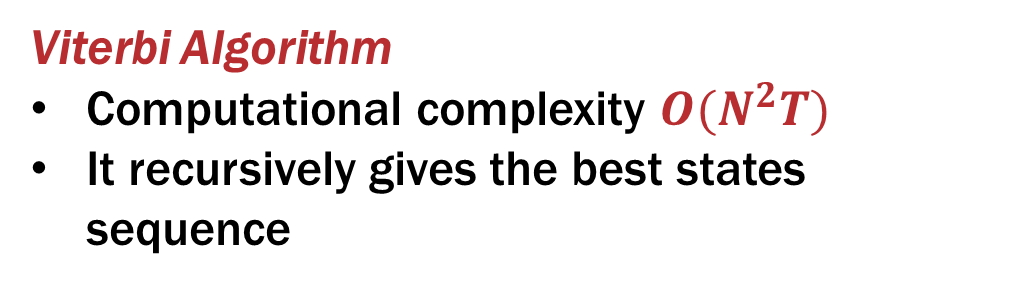 Viterbi Algorithm
• Computational complexity O(N²T)
• It recursively gives the best states
sequence